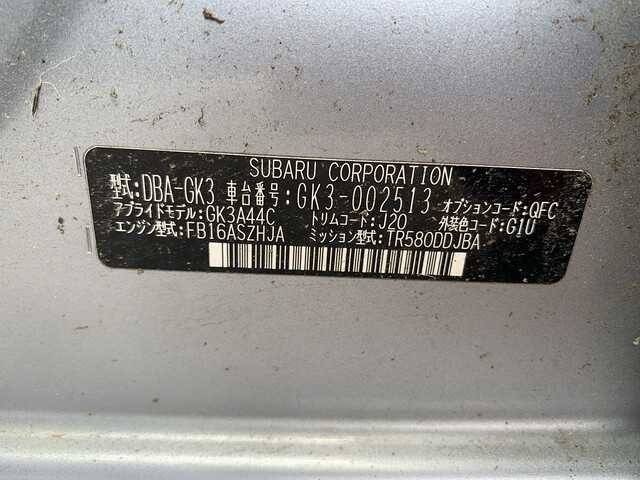 SUBARU CORPORATION
型式:DBA-GK3 車台番号:GK3-002513 オプションコード:QFC
アプライドモデル:GK3A44C トリムコード:J20 外装色コード:G1U
エンジン型式:FB16ASZHJA ミッション型式:TR580DDJBA